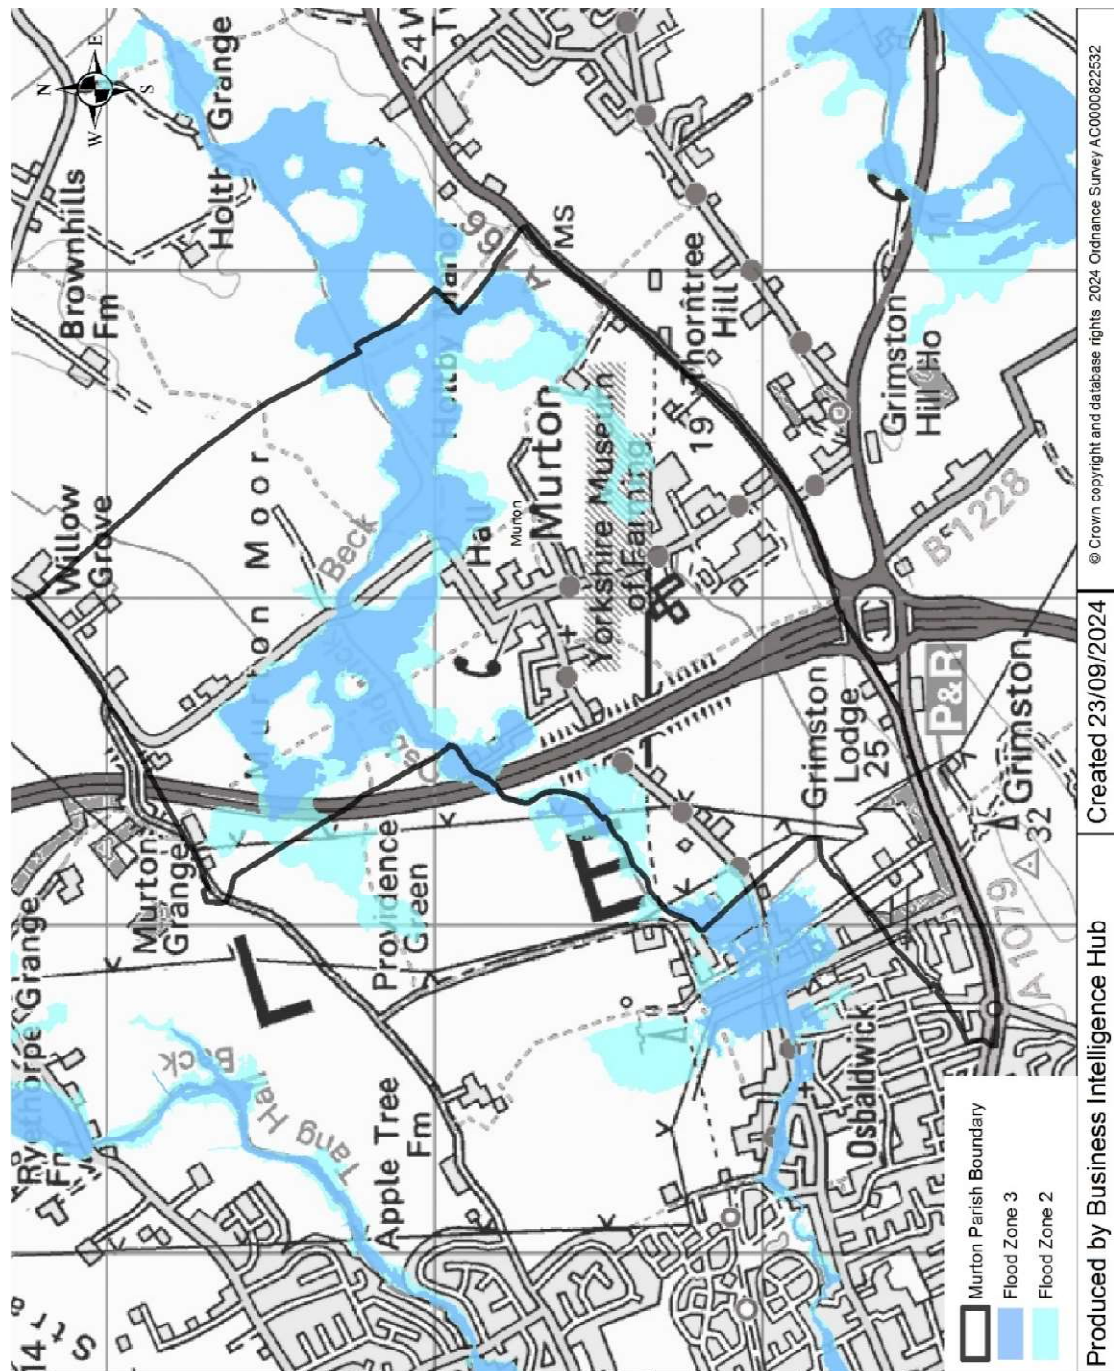 Brownhills
Fm
Holtby Grange
N
E
S
W
Willow
Grove
Murton Moor
Beck
MS
Thorntree
Hill
19
Murton
Murton
Yorkshire Museum
of Farming
Grimston
Hill Ho
B 1228
Murton
Grange
Providence
Green
Grimston
Lodge
25
P&R
Grimston
32
A1079
Apple Tree
Fm
Tang Hall
Beck
Osbaldwick
L
E
14
Murton Parish Boundary
Flood Zone 3
Flood Zone 2
Produced by Business Intelligence Hub
Created 23/09/2024
© Crown copyright and database rights 2024 Ordnance Survey AC0000822532